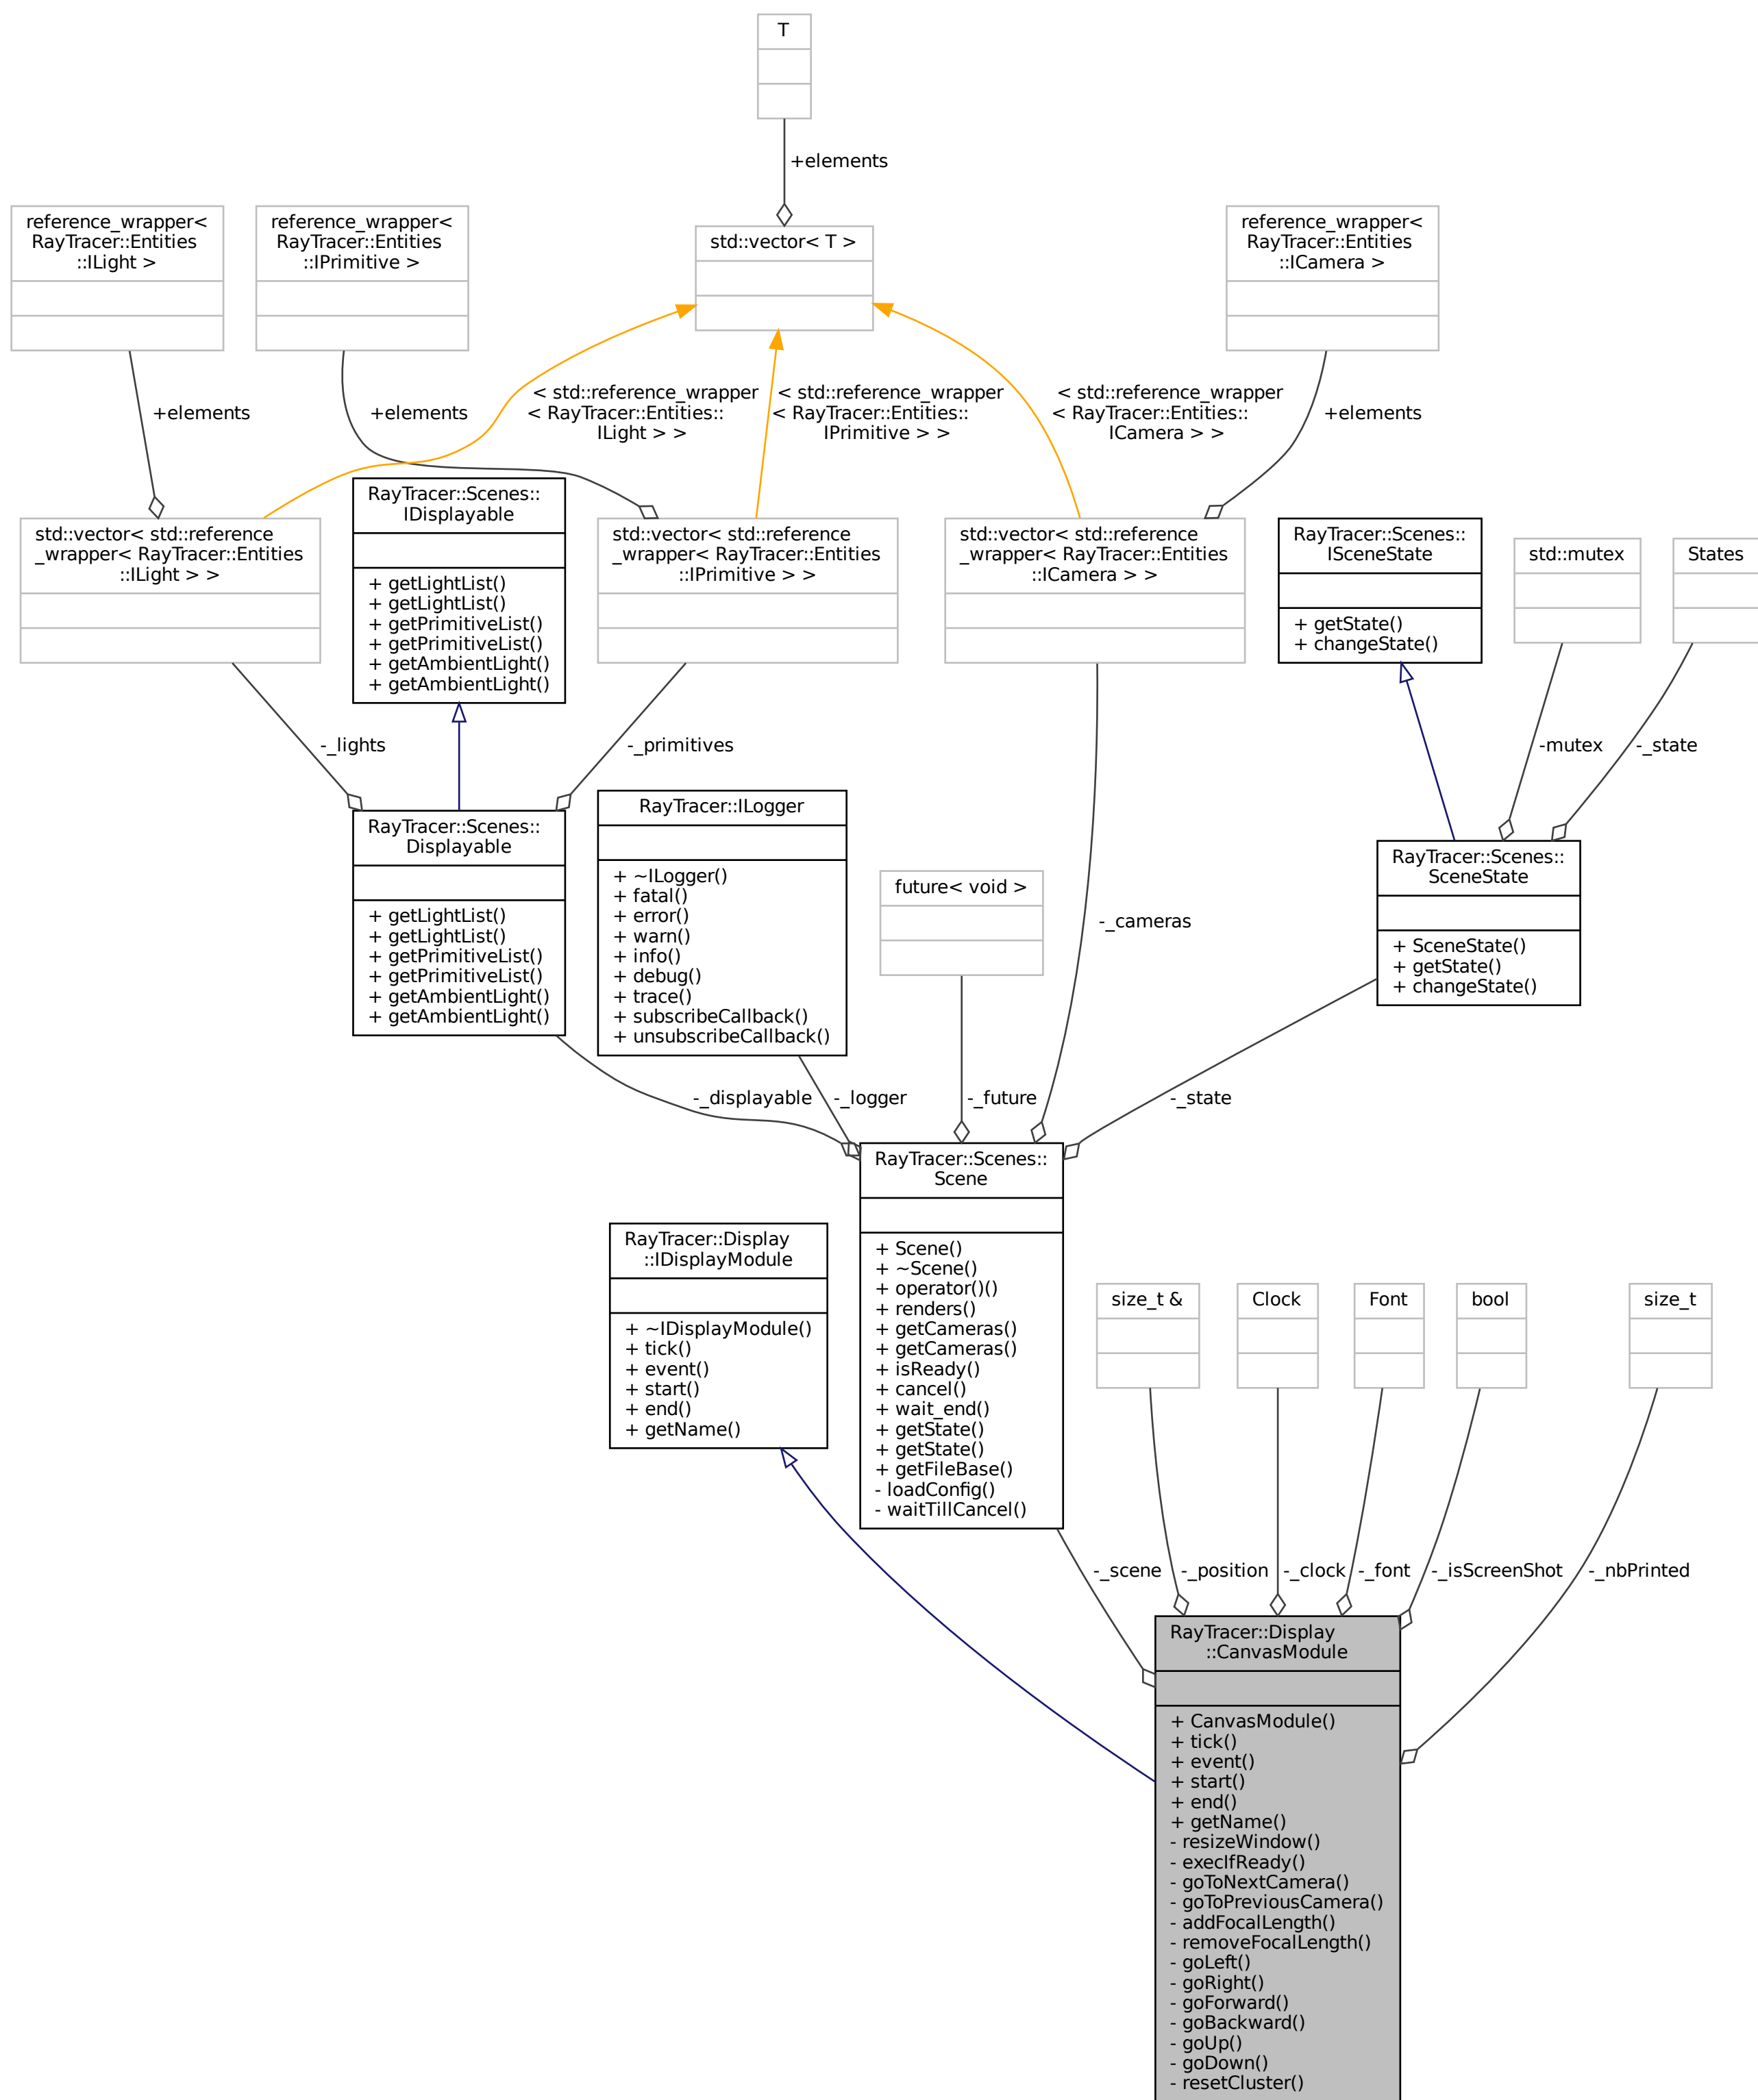 T
+elements
reference_wrapper<
RayTracer::Entities
::ILight >
reference_wrapper<
RayTracer::Entities
::IPrimitive >
std::vector< T >
reference_wrapper<
RayTracer::Entities
::ICamera >
+elements
+elements
< std::reference_wrapper
< RayTracer::Entities::
ILight > >
< std::reference_wrapper
< RayTracer::Entities::
IPrimitive > >
< std::reference_wrapper
< RayTracer::Entities::
ICamera > >
+elements
std::vector< std::reference
_wrapper< RayTracer::Entities
::ILight > >
RayTracer::Scenes::
IDisplayable
+ getLightList()
+ getLightList()
+ getPrimitiveList()
+ getPrimitiveList()
+ getAmbientLight()
+ getAmbientLight()
std::vector< std::reference
_wrapper< RayTracer::Entities
::IPrimitive > >
std::vector< std::reference
_wrapper< RayTracer::Entities
::ICamera > >
RayTracer::Scenes::
ISceneState
+ getState()
+ changeState()
std::mutex
States
-_lights
-_primitives
-mutex
-_state
RayTracer::Scenes::
Displayable
+ getLightList()
+ getLightList()
+ getPrimitiveList()
+ getPrimitiveList()
+ getAmbientLight()
+ getAmbientLight()
RayTracer::ILogger
+ ~ILogger()
+ fatal()
+ error()
+ warn()
+ info()
+ debug()
+ trace()
+ subscribeCallback()
+ unsubscribeCallback()
future< void >
-_cameras
RayTracer::Scenes::
SceneState
+ SceneState()
+ getState()
+ changeState()
-_displayable
-_logger
-_future
-_state
RayTracer::Scenes::
Scene
+ Scene()
+ ~Scene()
+ operator()()
+ renders()
+ getCameras()
+ getCameras()
+ isReady()
+ cancel()
+ wait_end()
+ getState()
+ getState()
+ getFileBase()
- loadConfig()
- waitTillCancel()
RayTracer::Display
::IDisplayModule
+ ~IDisplayModule()
+ tick()
+ event()
+ start()
+ end()
+ getName()
size_t &
Clock
Font
bool
size_t
-_scene
-_position
-_clock
-_font
-_isScreenShot
-_nbPrinted
RayTracer::Display
::CanvasModule
+ CanvasModule()
+ tick()
+ event()
+ start()
+ end()
+ getName()
- resizeWindow()
- execIfReady()
- goToNextCamera()
- goToPreviousCamera()
- addFocalLength()
- removeFocalLength()
- goLeft()
- goRight()
- goForward()
- goBackward()
- goUp()
- goDown()
- resetCluster()